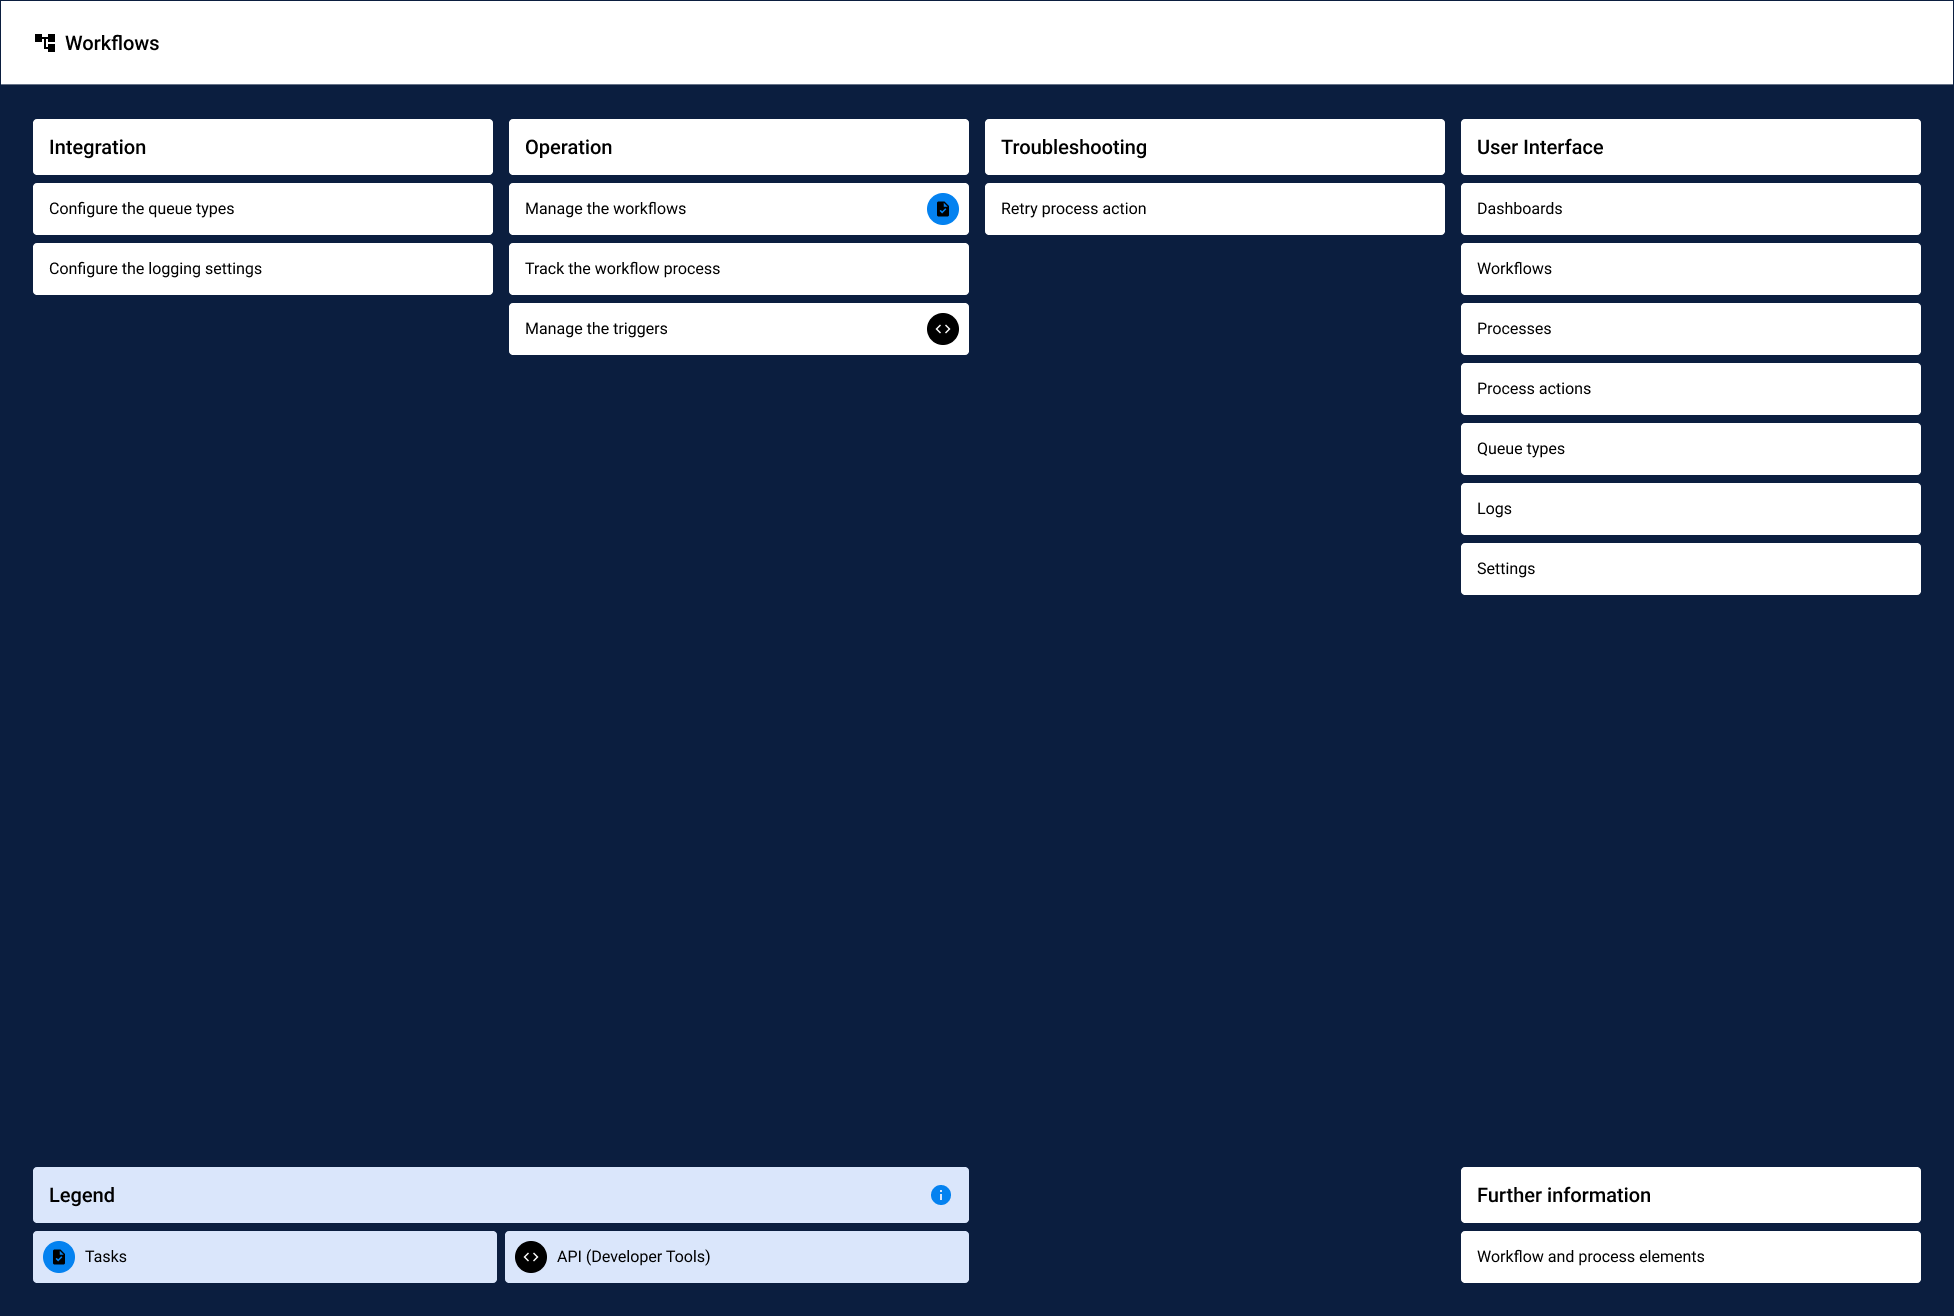 Workflows
Integration
Configure the queue types
Configure the logging settings
Operation
Manage the workflows
Track the workflow process
Manage the triggers
Troubleshooting
Retry process action
User Interface
Dashboards
Workflows
Processes
Process actions
Queue types
Logs
Settings
Legend
Tasks
API (Developer Tools)
Further information
Workflow and process elements